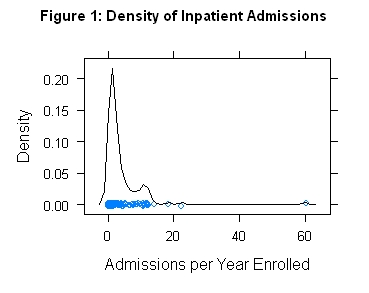 Figure 1: Density of Inpatient Admissions
0.20
0.15
0.10
0.05
0.00
Density
0 20 40 60
Admissions per Year Enrolled